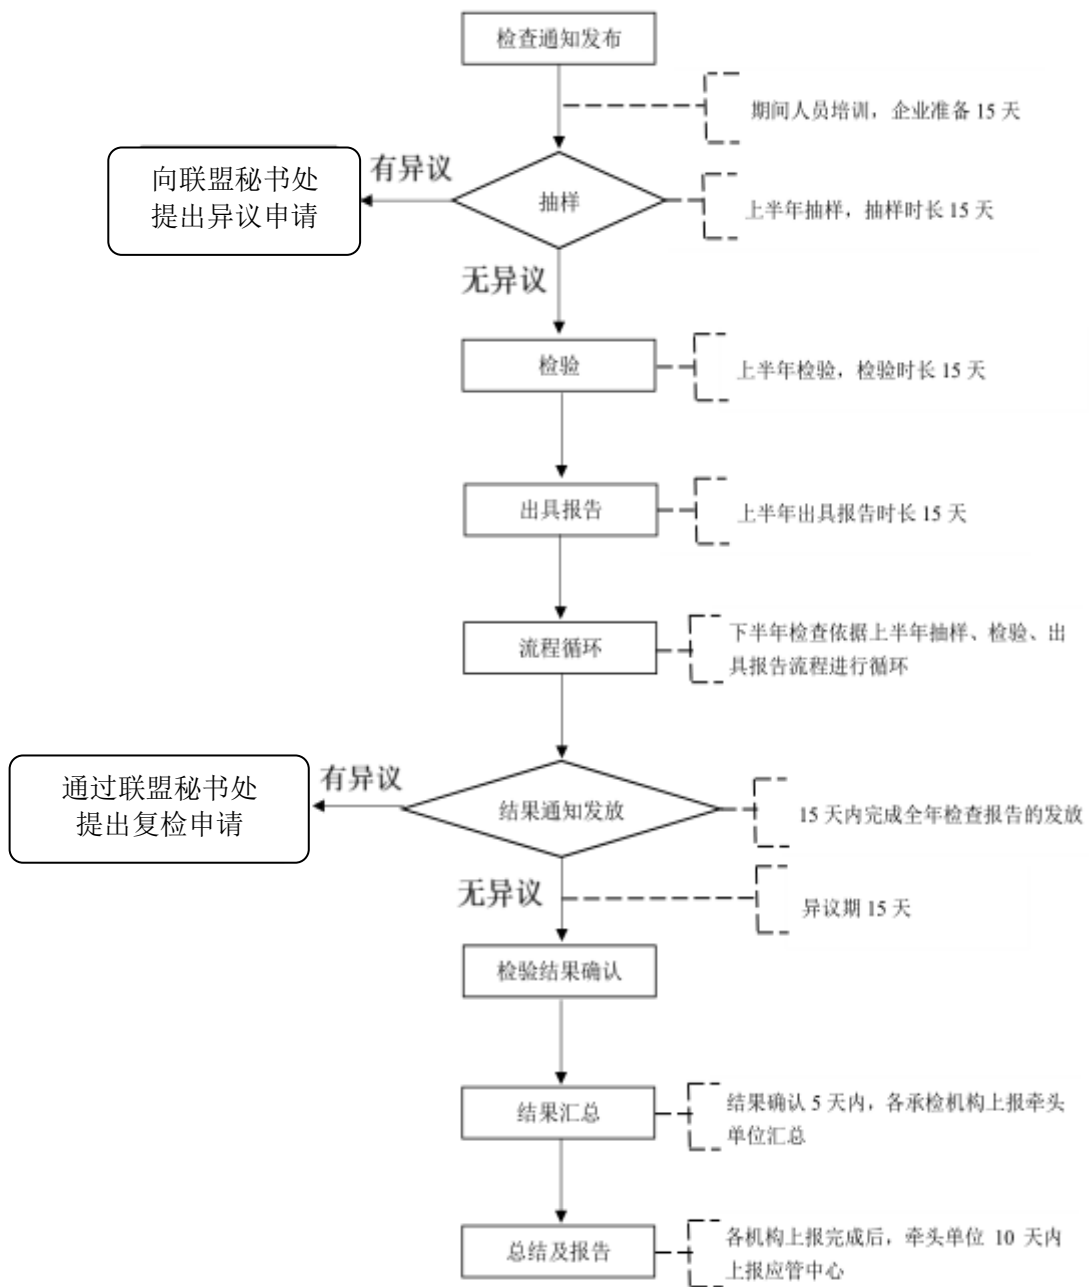 检查通知发布
期间人员培训，企业准备 15 天
有异议
向联盟秘书处
提出异议申请
抽样
上半年抽样，抽样时长 15 天
无异议
检验
上半年检验，检验时长 15 天
出具报告
上半年出具报告时长 15 天
流程循环
下半年检查依据上半年抽样、检验、出
具报告流程进行循环
有异议
通过联盟秘书处
提出复检申请
结果通知发放
15 天内完成全年检查报告的发放
无异议
异议期 15 天
检验结果确认
结果汇总
结果确认 5 天内，各承检机构上报牵头
单位汇总
总结及报告
各机构上报完成后，牵头单位 10 天内
上报应管中心